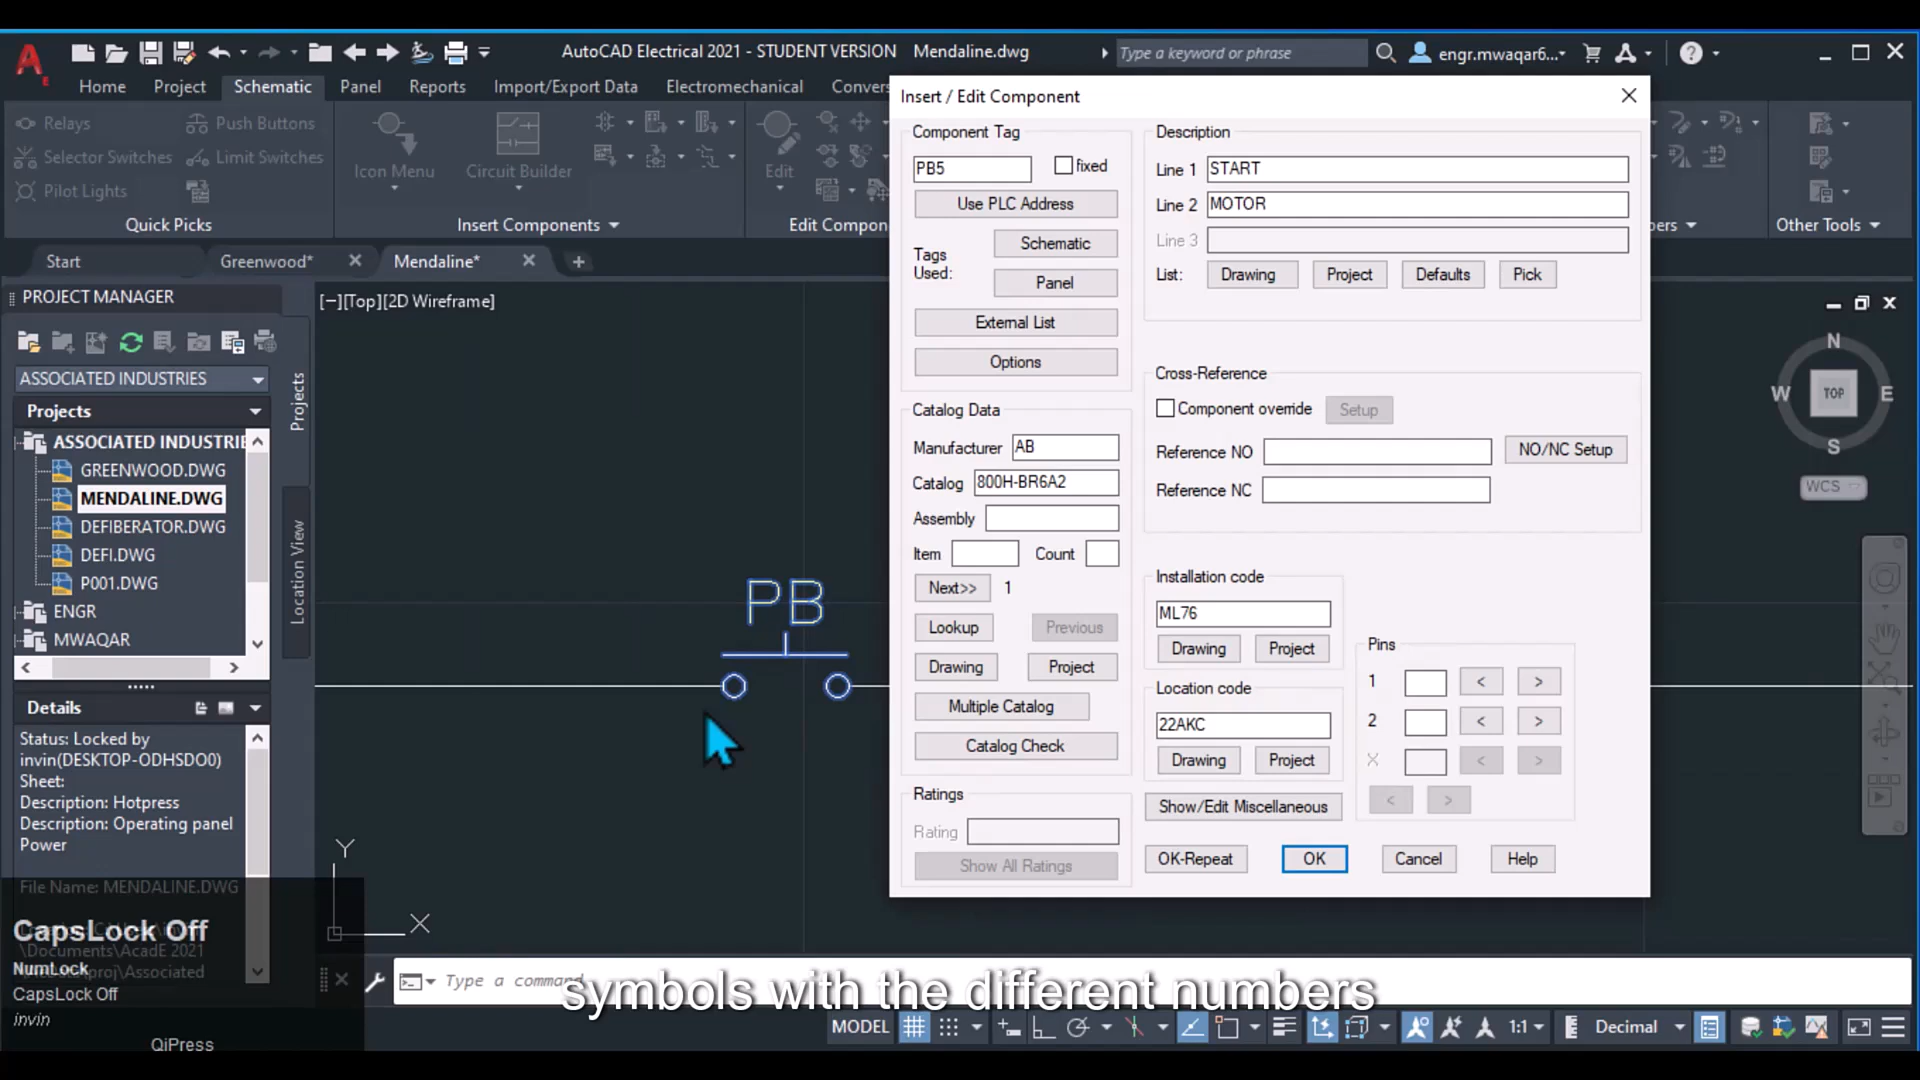 AutoCAD Electrical 2021 - STUDENT VERSION Mendaline.dwg
Type a keyword or phrase
engr.mwaqar6...
Home Project Schematic Panel Reports Import/Export Data Electromechanical Conver
Relays Push Buttons
Selector Switches Limit Switches
Pilot Lights
Icon Menu Circuit Builder Edit
Quick Picks Insert Components Edit Compon bers Other Tools
Start Greenwood* Mendaline*
PROJECT MANAGER
[−][Top][2D Wireframe]
ASSOCIATED INDUSTRIES
Projects
ASSOCIATED INDUSTRIE
GREENWOOD.DWG
MENDALINE.DWG
DEFIBERATOR.DWG
DEFI.DWG
P001.DWG
ENGR
MWAQAR
Projects
Location View
Details
Status: Locked by
invin(DESKTOP-ODHSDO0)
Sheet:
Description: Hotpress
Description: Operating panel
Power
File Name: MENDALINE.DWG
\Documents\AcadE 2021
CapsLock Off
NumLock
CapsLock Off
invin
QiPress
PB
Y
X
Insert / Edit Component
Component Tag
PB5 fixed
Use PLC Address
Tags Used:
Schematic
Panel
External List
Options
Catalog Data
Manufacturer AB
Catalog 800H-BR6A2
Assembly
Item Count
Next>> 1
Lookup Previous
Drawing Project
Multiple Catalog
Catalog Check
Ratings
Rating
Show All Ratings
Description
Line 1 START
Line 2 MOTOR
Line 3
List: Drawing Project Defaults Pick
Cross-Reference
Component override Setup
Reference NO NO/NC Setup
Reference NC
Installation code
ML76
Drawing Project
Location code
22AKC
Drawing Project
Show/Edit Miscellaneous
Pins
1 < >
2 < >
X < >
< >
OK-Repeat OK Cancel Help
N
W TOP E
S
WCS
Type a command
symbols with the different numbers
MODEL 1:1 Decimal